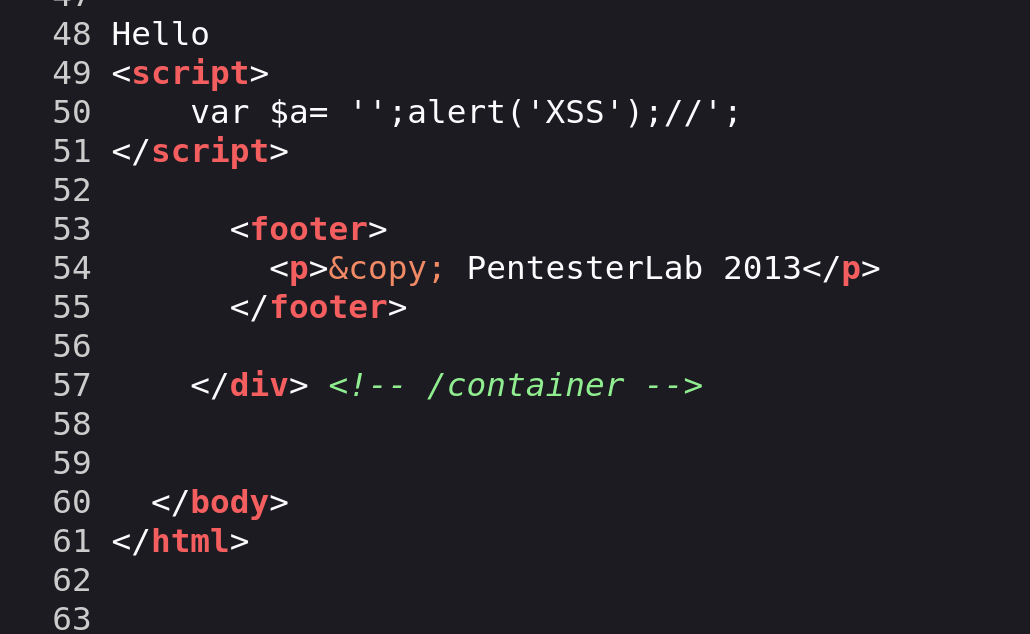 47
48 Hello
49 <script>
50     var $a= '';alert('XSS');//';
51 </script>
52
53       <footer>
54         <p>&copy; PentesterLab 2013</p>
55       </footer>
56
57     </div> <!-- /container -->
58
59
60   </body>
61 </html>
62
63